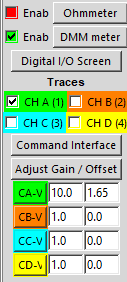 Enab Ohmmeter
Enab DMM meter
Digital I/O Screen
Traces
CH A (1) CH B (2)
CH C (3) CH D (4)
Command Interface
Adjust Gain / Offset
CA-V 10.0 1.65
CB-V 1.0 0.0
CC-V 1.0 0.0
CD-V 1.0 0.0